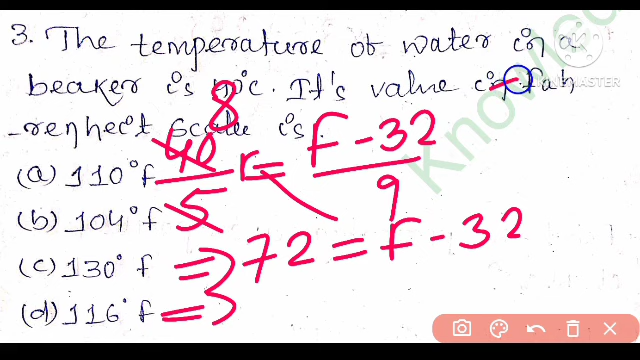 3. The temperature of water in a
beaker is 40°c. It's value in fah
-renheit scale is.
8
(a) 110°f 40/5 = F-32/9
(b) 104°f
72 = F-32
(c) 130°f =>
(d) 116°f =>
Knowle